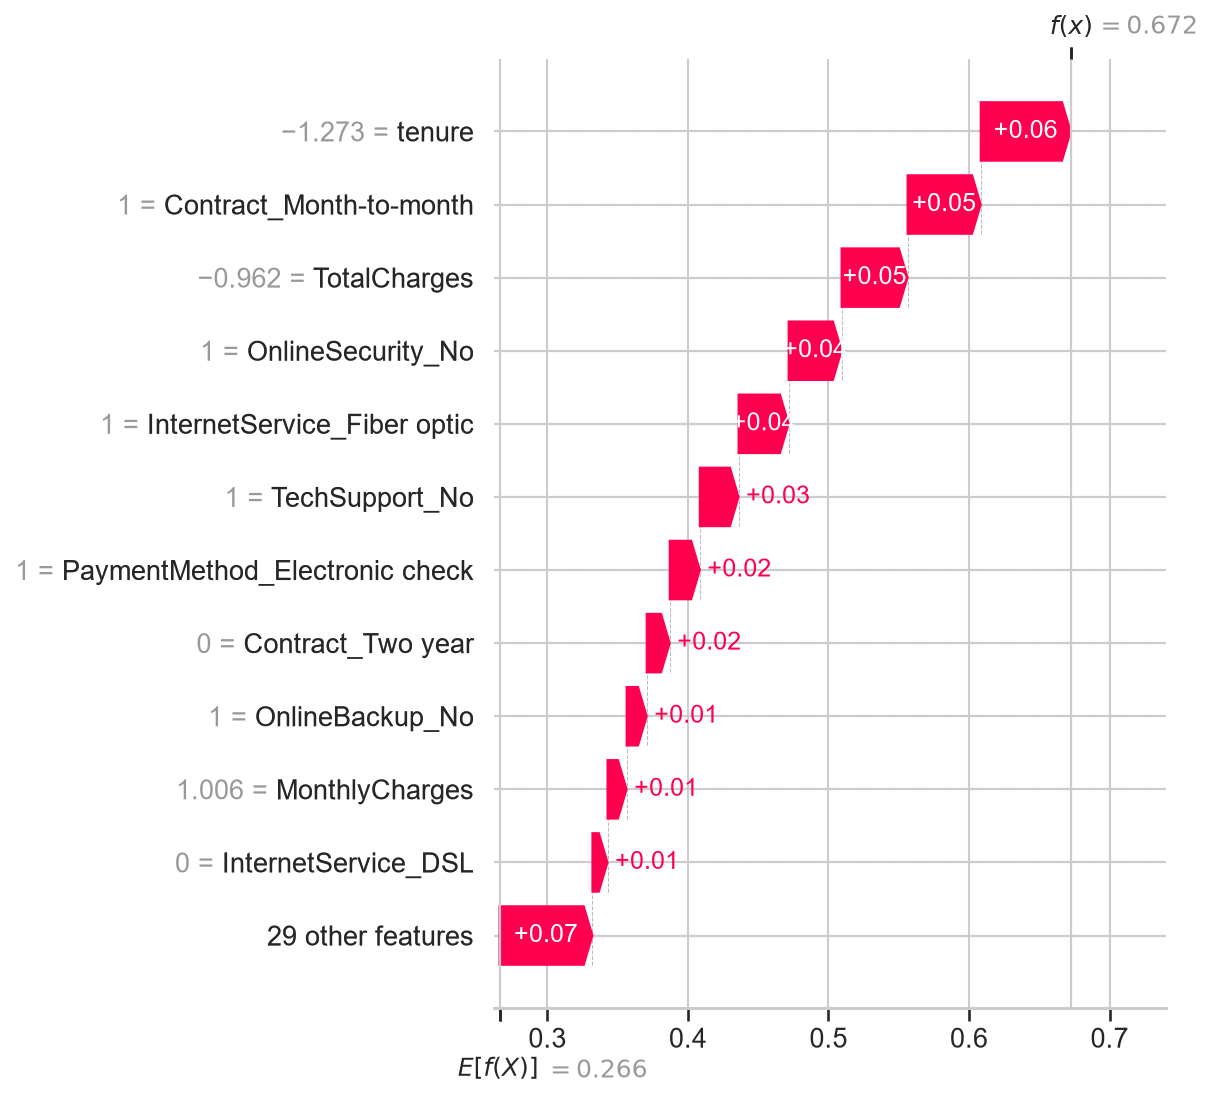 f(x) = 0.672
−1.273 = tenure +0.06
1 = Contract_Month-to-month +0.05
−0.962 = TotalCharges +0.05
1 = OnlineSecurity_No +0.04
1 = InternetService_Fiber optic +0.04
1 = TechSupport_No +0.03
1 = PaymentMethod_Electronic check +0.02
0 = Contract_Two year +0.02
1 = OnlineBackup_No +0.01
1.006 = MonthlyCharges +0.01
0 = InternetService_DSL +0.01
29 other features +0.07
0.3 0.4 0.5 0.6 0.7
E[f(X)] = 0.266